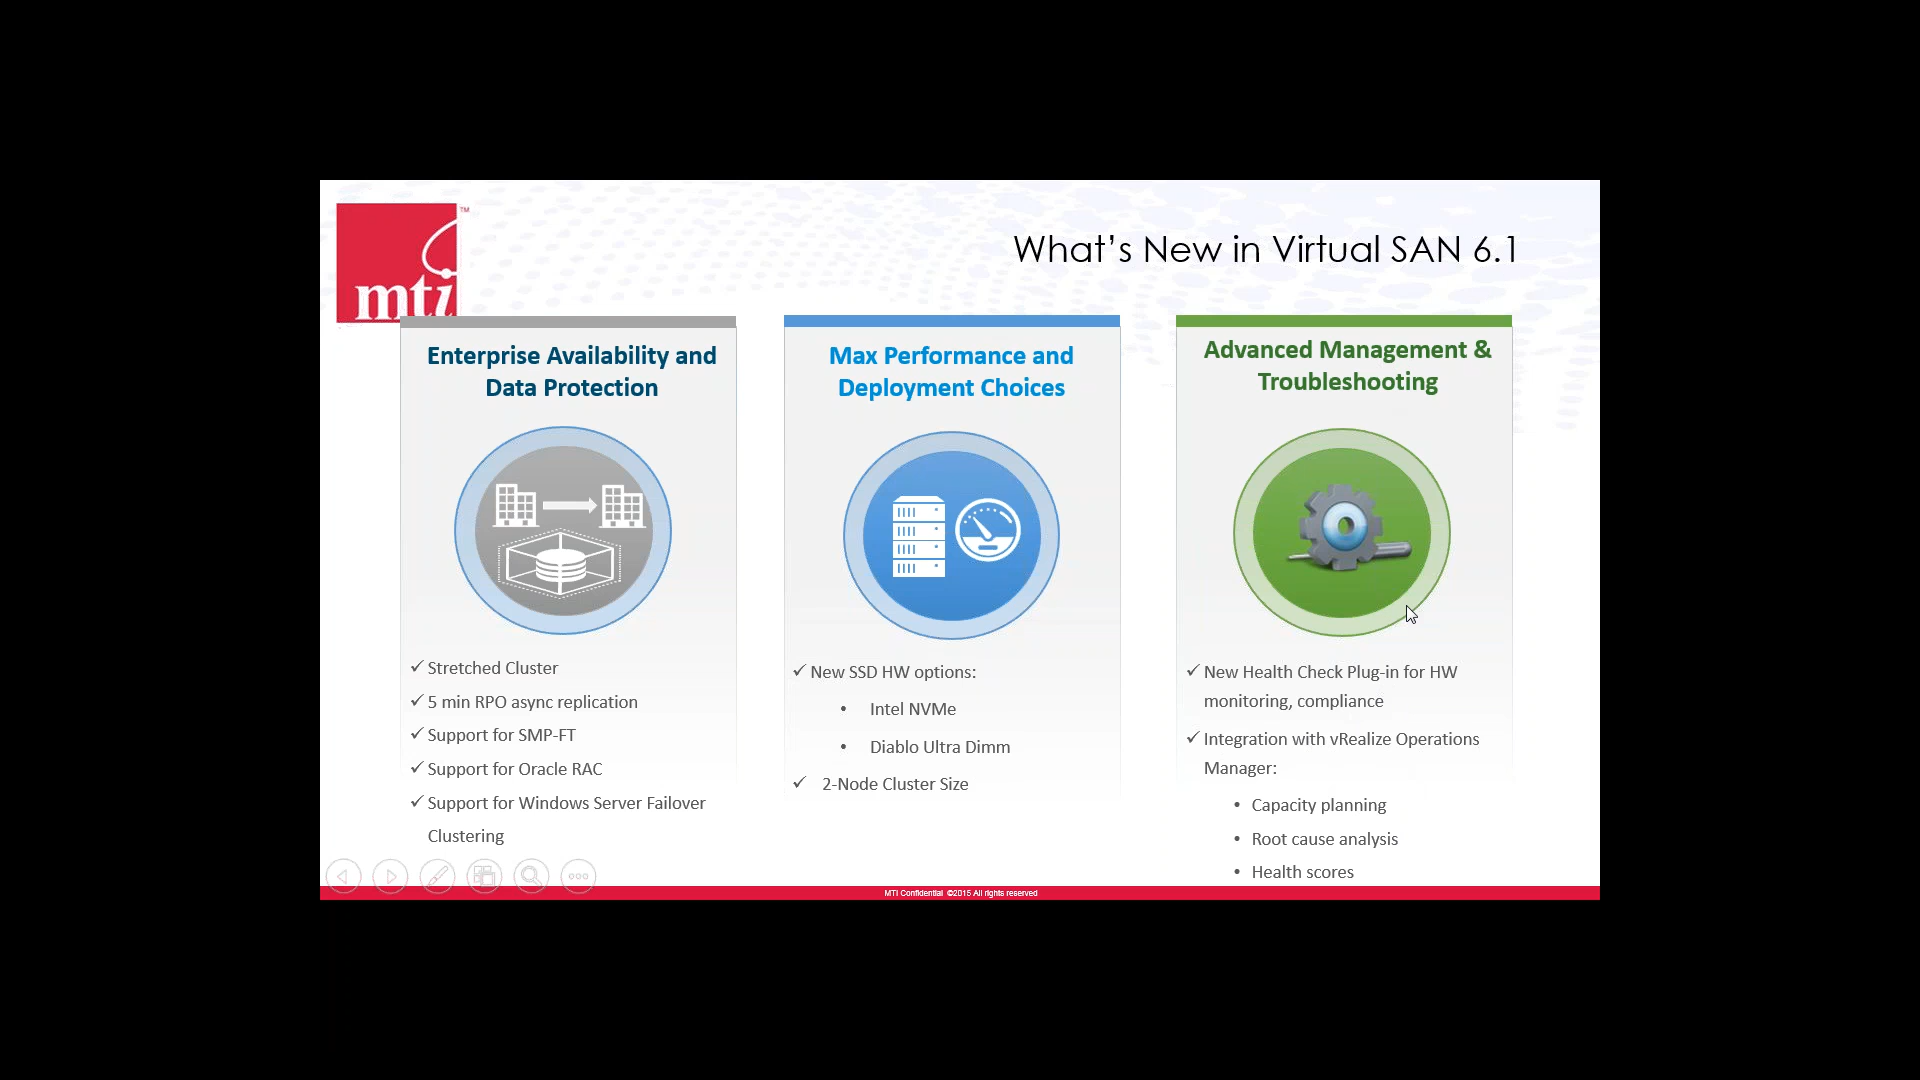 mti
TM
What's New in Virtual SAN 6.1
Enterprise Availability and
Data Protection
✓ Stretched Cluster
✓ 5 min RPO async replication
✓ Support for SMP-FT
✓ Support for Oracle RAC
✓ Support for Windows Server Failover
Clustering
Max Performance and
Deployment Choices
✓ New SSD HW options:
• Intel NVMe
• Diablo Ultra Dimm
✓ 2-Node Cluster Size
Advanced Management &
Troubleshooting
✓ New Health Check Plug-in for HW
monitoring, compliance
✓ Integration with vRealize Operations
Manager:
• Capacity planning
• Root cause analysis
• Health scores
MTI Confidential ©2015 All rights reserved